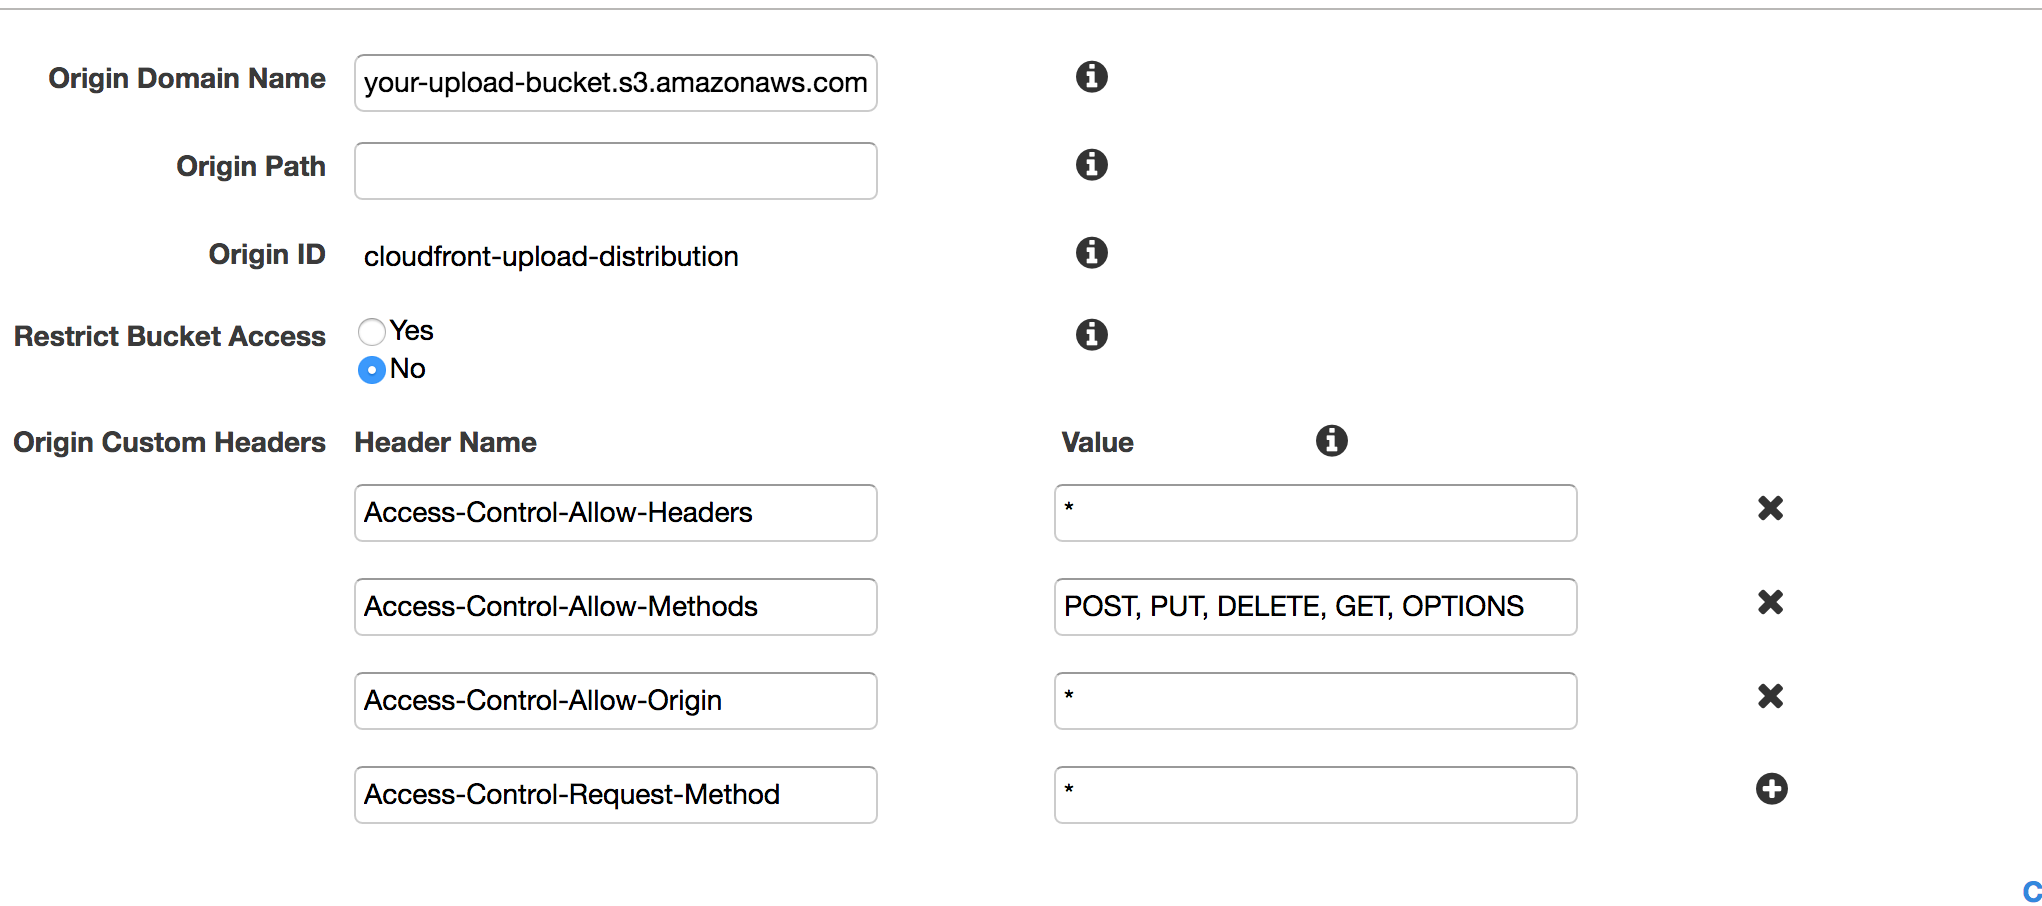 Origin Domain Name your-upload-bucket.s3.amazonaws.com
Origin Path
Origin ID cloudfront-upload-distribution
Restrict Bucket Access Yes
No
Origin Custom Headers Header Name Value
Access-Control-Allow-Headers *
Access-Control-Allow-Methods POST, PUT, DELETE, GET, OPTIONS
Access-Control-Allow-Origin *
Access-Control-Request-Method *
C